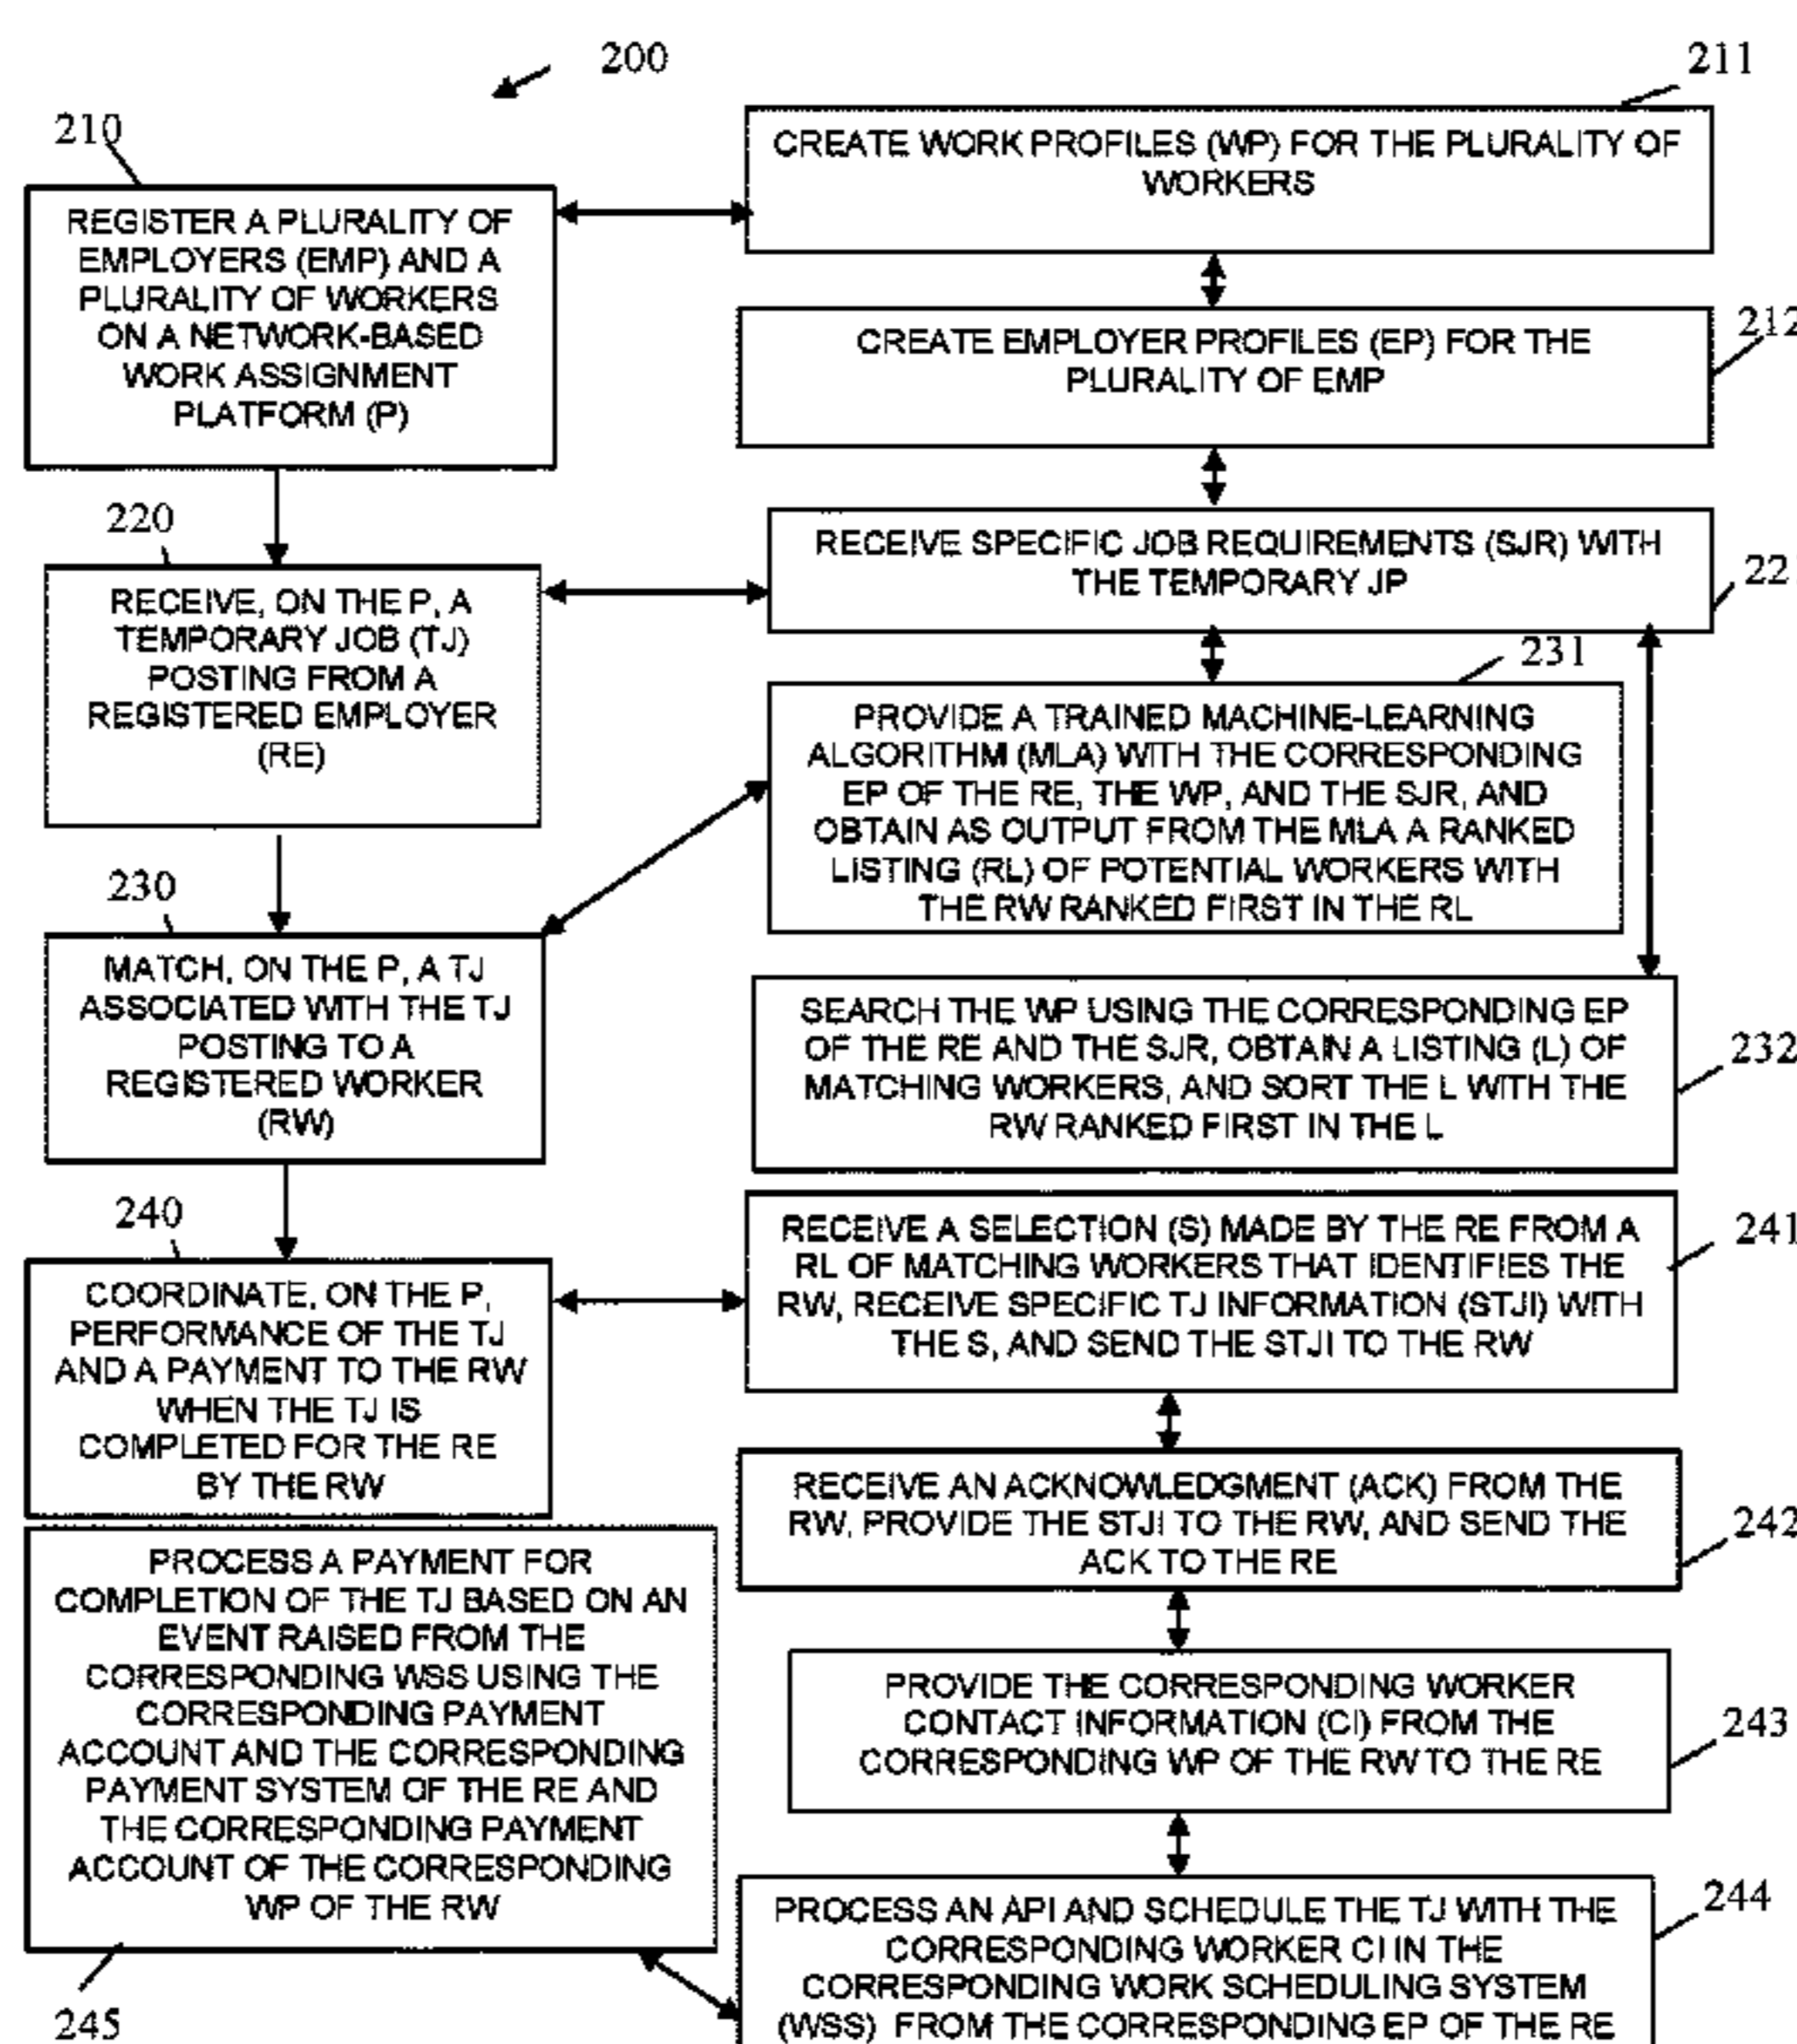 200
210
REGISTER A PLURALITY OF
EMPLOYERS (EMP) AND A
PLURALITY OF WORKERS
ON A NETWORK-BASED
WORK ASSIGNMENT
PLATFORM (P)
211
CREATE WORK PROFILES (WP) FOR THE PLURALITY OF
WORKERS
212
CREATE EMPLOYER PROFILES (EP) FOR THE
PLURALITY OF EMP
220
RECEIVE, ON THE P, A
TEMPORARY JOB (TJ)
POSTING FROM A
REGISTERED EMPLOYER
(RE)
221
RECEIVE SPECIFIC JOB REQUIREMENTS (SJR) WITH
THE TEMPORARY JP
230
MATCH, ON THE P, A TJ
ASSOCIATED WITH THE TJ
POSTING TO A
REGISTERED WORKER
(RW)
231
PROVIDE A TRAINED MACHINE-LEARNING
ALGORITHM (MLA) WITH THE CORRESPONDING
EP OF THE RE, THE WP, AND THE SJR, AND
OBTAIN AS OUTPUT FROM THE MLA A RANKED
LISTING (RL) OF POTENTIAL WORKERS WITH
THE RW RANKED FIRST IN THE RL
232
SEARCH THE WP USING THE CORRESPONDING EP
OF THE RE AND THE SJR, OBTAIN A LISTING (L) OF
MATCHING WORKERS, AND SORT THE L WITH THE
RW RANKED FIRST IN THE L
240
COORDINATE, ON THE P,
PERFORMANCE OF THE TJ
AND A PAYMENT TO THE RW
WHEN THE TJ IS
COMPLETED FOR THE RE
BY THE RW
241
RECEIVE A SELECTION (S) MADE BY THE RE FROM A
RL OF MATCHING WORKERS THAT IDENTIFIES THE
RW, RECEIVE SPECIFIC TJ INFORMATION (STJI) WITH
THE S, AND SEND THE STJI TO THE RW
242
RECEIVE AN ACKNOWLEDGMENT (ACK) FROM THE
RW, PROVIDE THE STJI TO THE RW, AND SEND THE
ACK TO THE RE
243
PROVIDE THE CORRESPONDING WORKER
CONTACT INFORMATION (CI) FROM THE
CORRESPONDING WP OF THE RW TO THE RE
244
PROCESS AN API AND SCHEDULE THE TJ WITH THE
CORRESPONDING WORKER CI IN THE
CORRESPONDING WORK SCHEDULING SYSTEM
(WSS) FROM THE CORRESPONDING EP OF THE RE
PROCESS A PAYMENT FOR
COMPLETION OF THE TJ BASED ON AN
EVENT RAISED FROM THE
CORRESPONDING WSS USING THE
CORRESPONDING PAYMENT
ACCOUNT AND THE CORRESPONDING
PAYMENT SYSTEM OF THE RE AND
THE CORRESPONDING PAYMENT
ACCOUNT OF THE CORRESPONDING
WP OF THE RW
245